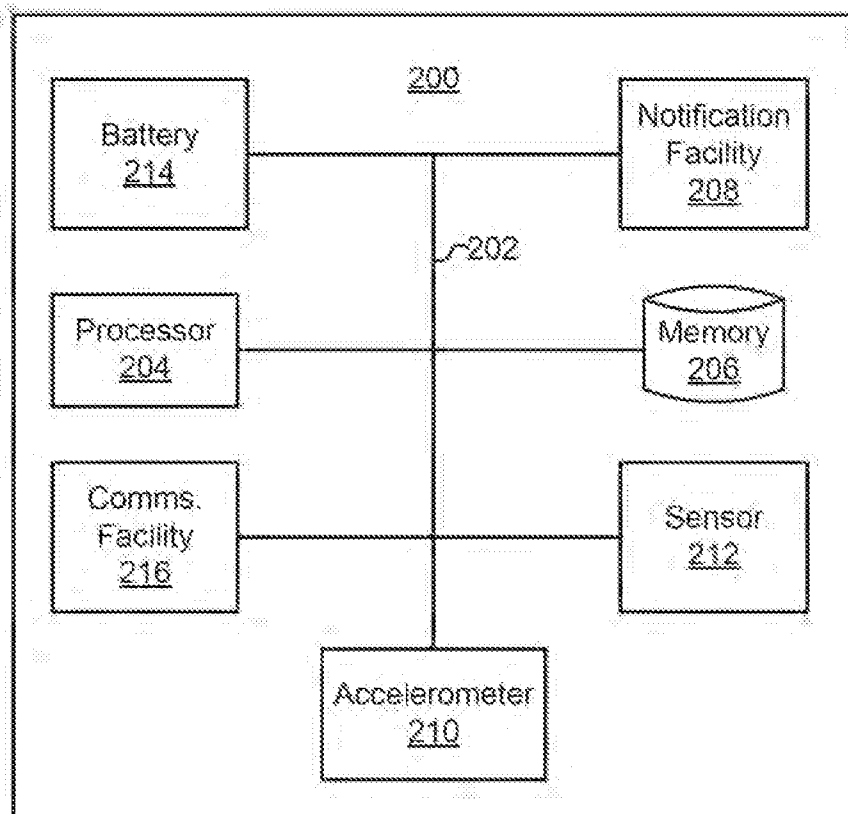 200
Battery
214
Notification
Facility
208
202
Processor
204
Memory
206
Comms.
Facility
216
Sensor
212
Accelerometer
210